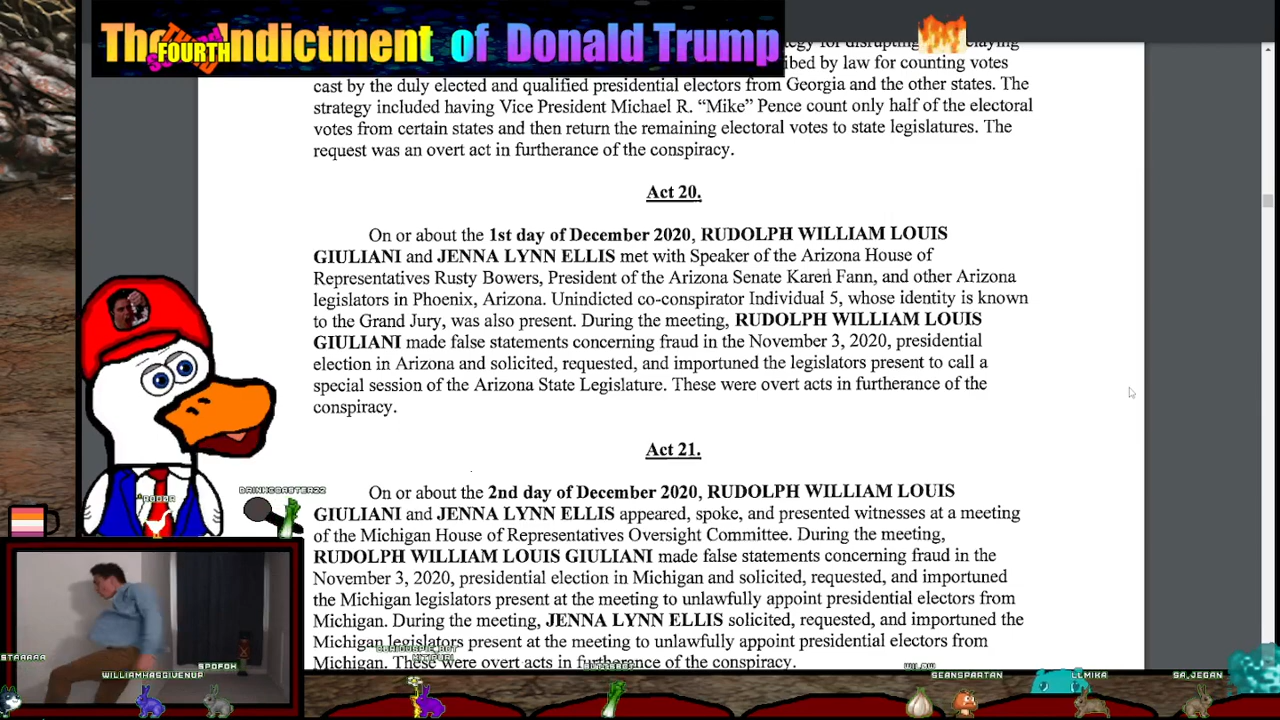 The FOURTH Indictment of Donald Trump
cast by the duly elected and qualified presidential electors from Georgia and the other states. The
strategy included having Vice President Michael R. “Mike” Pence count only half of the electoral
votes from certain states and then return the remaining electoral votes to state legislatures. The
request was an overt act in furtherance of the conspiracy.
Act 20.
On or about the 1st day of December 2020, RUDOLPH WILLIAM LOUIS
GIULIANI and JENNA LYNN ELLIS met with Speaker of the Arizona House of
Representatives Rusty Bowers, President of the Arizona Senate Karen Fann, and other Arizona
legislators in Phoenix, Arizona. Unindicted co-conspirator Individual 5, whose identity is known
to the Grand Jury, was also present. During the meeting, RUDOLPH WILLIAM LOUIS
GIULIANI made false statements concerning fraud in the November 3, 2020, presidential
election in Arizona and solicited, requested, and importuned the legislators present to call a
special session of the Arizona State Legislature. These were overt acts in furtherance of the
conspiracy.
Act 21.
On or about the 2nd day of December 2020, RUDOLPH WILLIAM LOUIS
GIULIANI and JENNA LYNN ELLIS appeared, spoke, and presented witnesses at a meeting
of the Michigan House of Representatives Oversight Committee. During the meeting,
RUDOLPH WILLIAM LOUIS GIULIANI made false statements concerning fraud in the
November 3, 2020, presidential election in Michigan and solicited, requested, and importuned
the Michigan legislators present at the meeting to unlawfully appoint presidential electors from
Michigan. During the meeting, JENNA LYNN ELLIS solicited, requested, and importuned the
Michigan legislators present at the meeting to unlawfully appoint presidential electors from
Michigan. These were overt acts in furtherance of the conspiracy.
DRINKCOASTER22
STARRRR
SPOFOK
WILLIAMHASGIVENUP
SEANSPARTAN
LLMIKA
SA_JEGAN